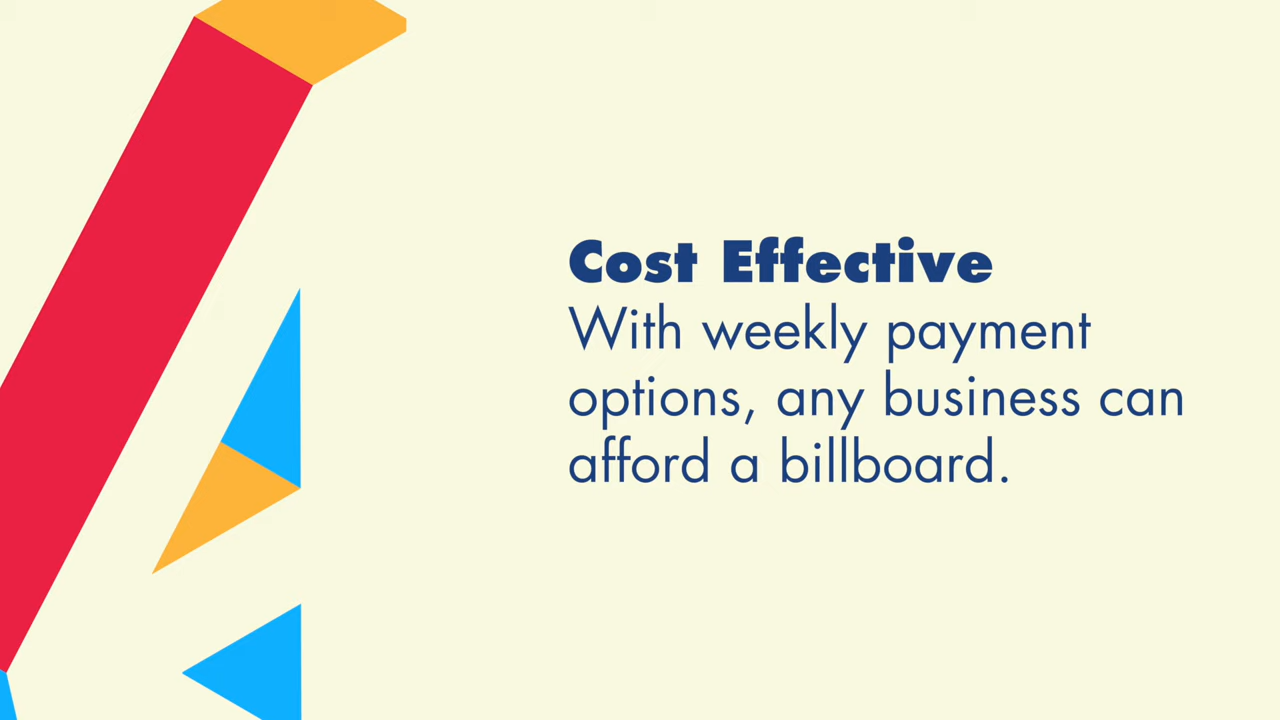 Cost Effective
With weekly payment
options, any business can
afford a billboard.